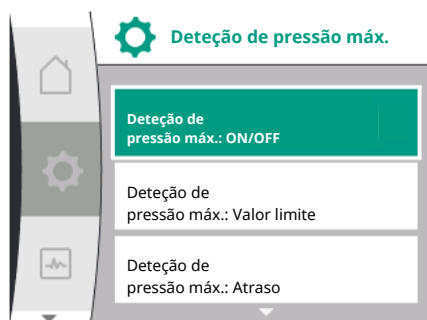 Deteção de pressão máx.
Deteção de
pressão máx.: ON/OFF
Deteção de
pressão máx.: Valor limite
Deteção de
pressão máx.: Atraso